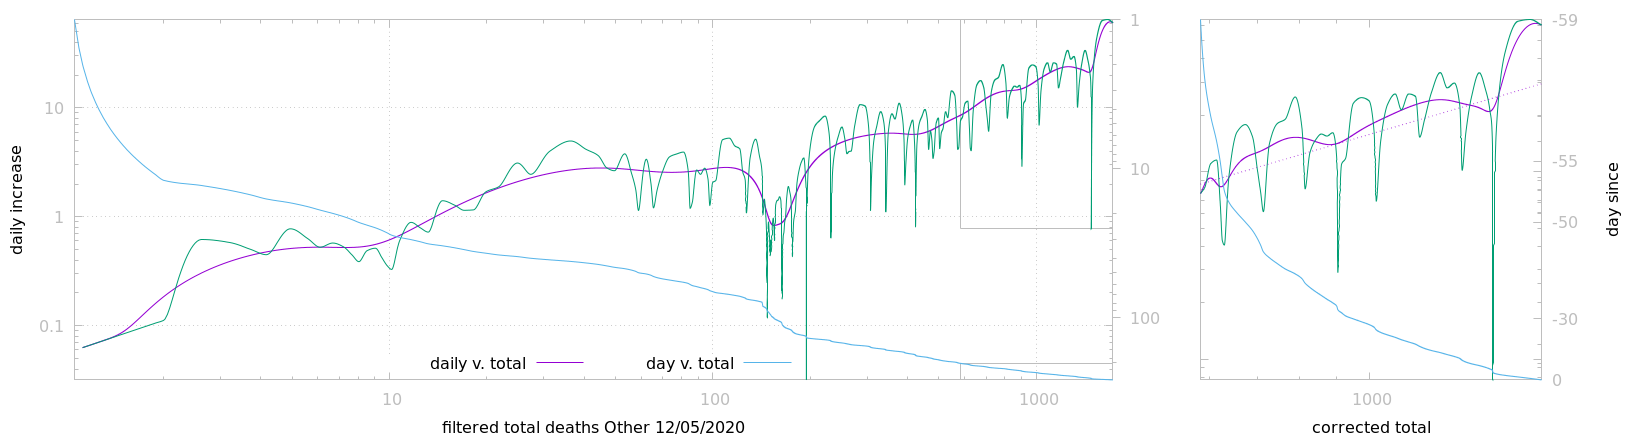 daily increase
10
1
0.1
daily v. total
day v. total
10
100
1000
filtered total deaths Other 12/05/2020
1
10
100
1000
corrected total
-59
-55
-50
-30
0
day since